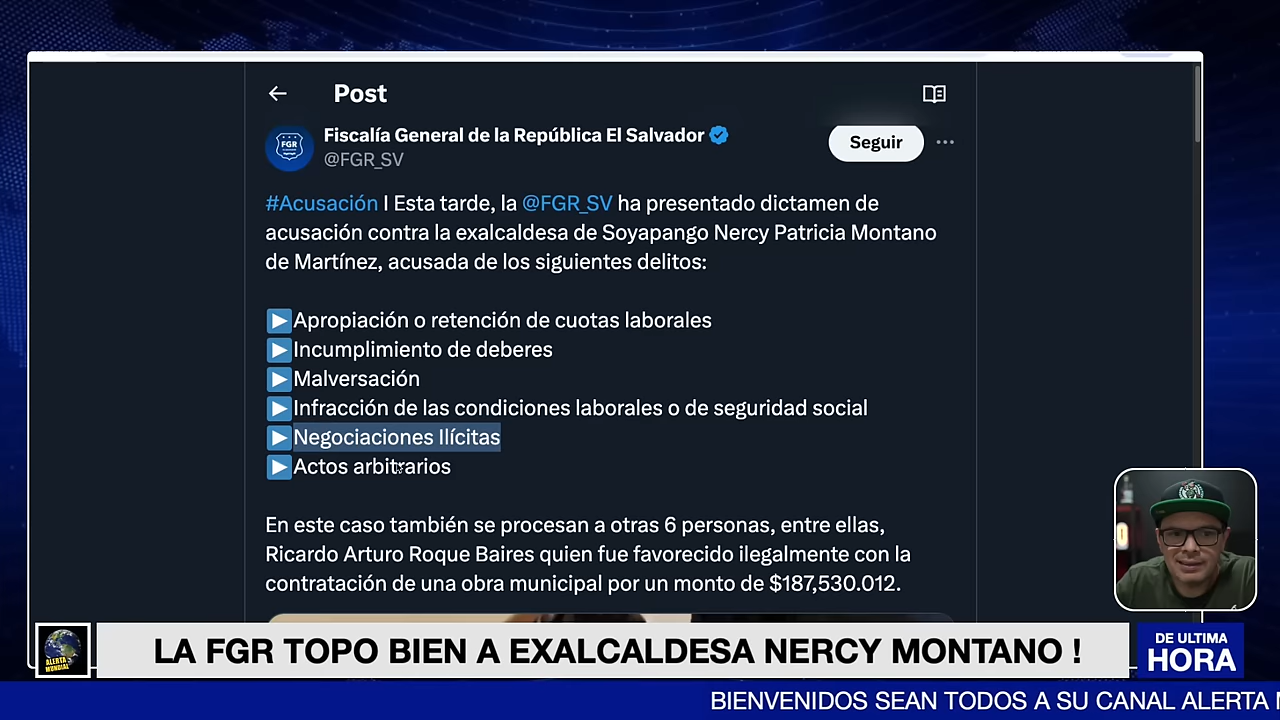 Post
FGR
Fiscalía General de la República El Salvador
@FGR_SV
Seguir
#Acusación I Esta tarde, la @FGR_SV ha presentado dictamen de
acusación contra la exalcaldesa de Soyapango Nercy Patricia Montano
de Martínez, acusada de los siguientes delitos:
Apropiación o retención de cuotas laborales
Incumplimiento de deberes
Malversación
Infracción de las condiciones laborales o de seguridad social
Negociaciones Ilícitas
Actos arbitrarios
En este caso también se procesan a otras 6 personas, entre ellas,
Ricardo Arturo Roque Baires quien fue favorecido ilegalmente con la
contratación de una obra municipal por un monto de $187,530.012.
ALERTA
MUNDIAL
LA FGR TOPO BIEN A EXALCALDESA NERCY MONTANO !
DE ULTIMA
HORA
BIENVENIDOS SEAN TODOS A SU CANAL ALERTA